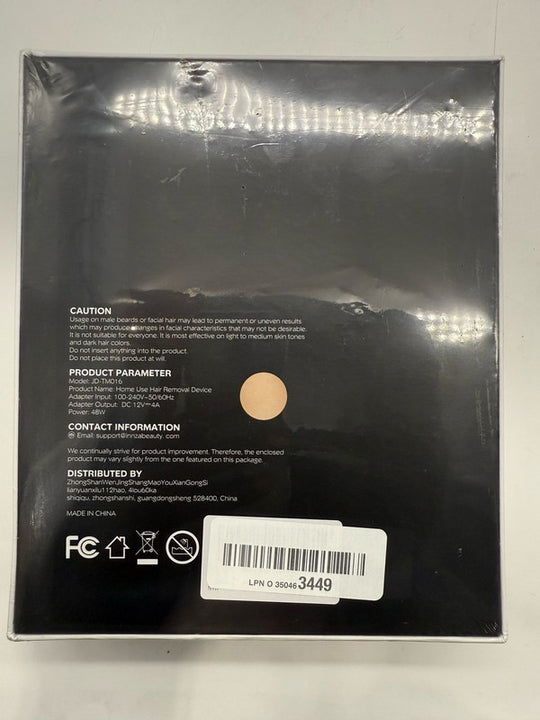 CAUTION
Usage on male beards or facial hair may lead to permanent or uneven results
which may produce changes in facial characteristics that may not be desirable.
It is not suitable for everyone. It is most effective on light to medium skin tones
and dark hair colors.
Do not insert anything into the product.
Do not place this product at will.
PRODUCT PARAMETER
Model: JD-TM016
Product Name: Home Use Hair Removal Device
Adapter Input: 100-240V~50/60Hz
Adapter Output: DC 12V⎓4A
Power: 48W
CONTACT INFORMATION
Email: support@innzabeauty. com
We continually strive for product improvement. Therefore, the enclosed
product may vary slightly from the one featured on this package.
DISTRIBUTED BY
ZhongShanWenJingShangMaoYouXianGongSi
lianyuanxilu112hao, 4lou60ka
shiqiqu, zhongshanshi, guangdongsheng 528400, China
MADE IN CHINA
FC
LPN O 350463449